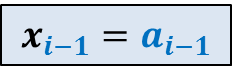 x_{i−1} = a_{i−1}